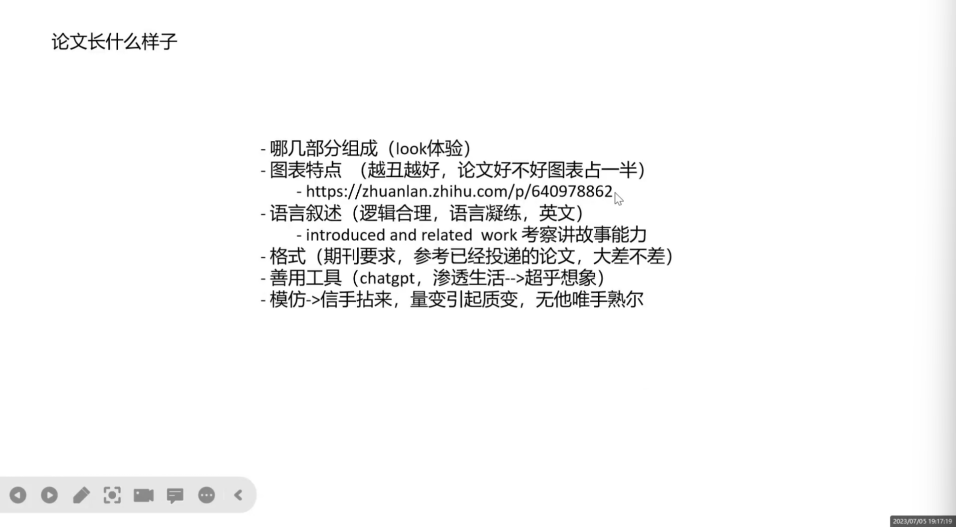 论文长什么样子
- 哪几部分组成（look体验）
- 图表特点 （越丑越好，论文好不好图表占一半）
- https://zhuanlan.zhihu.com/p/640978862
- 语言叙述（逻辑合理，语言凝练，英文）
- introduced and related work 考察讲故事能力
- 格式（期刊要求，参考已经投递的论文，大差不差）
- 善用工具（chatgpt，渗透生活-->超乎想象）
- 模仿->信手拈来，量变引起质变，无他唯手熟尔
2023/07/05 19:17:19